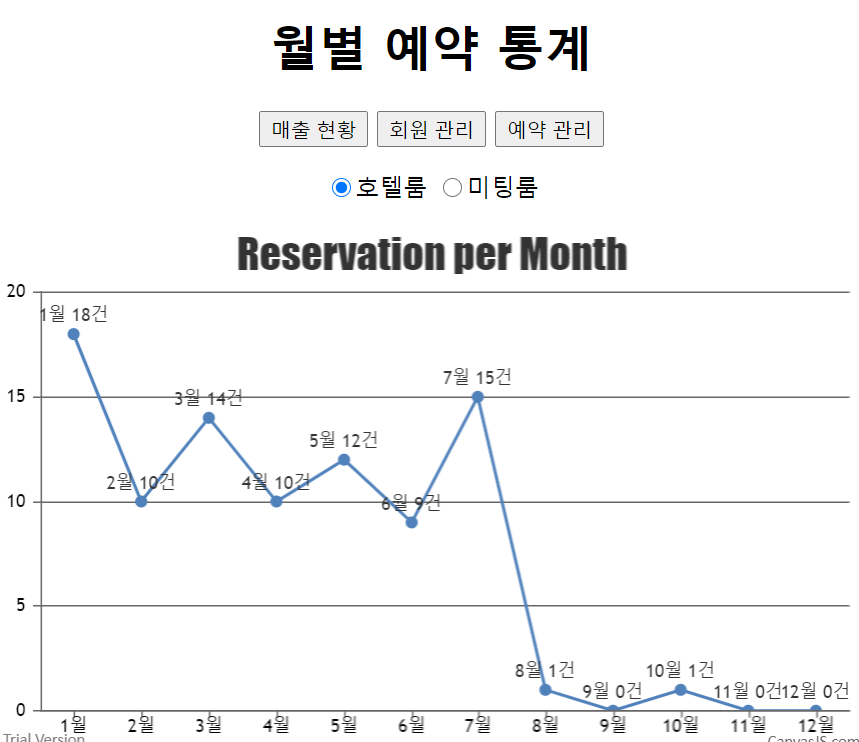 월별 예약 통계
매출 현황 회원 관리 예약 관리
호텔룸 미팅룸
Reservation per Month
20
1월 18건
7월 15건
15
3월 14건
5월 12건
2월 10건 4월 10건
10
6월 9건
5
8월 1건 10월 1건
9월 0건 11월 0건 12월 0건
0
1월 2월 3월 4월 5월 6월 7월 8월 9월 10월 11월 12월
Trial Version CanvasJS.com